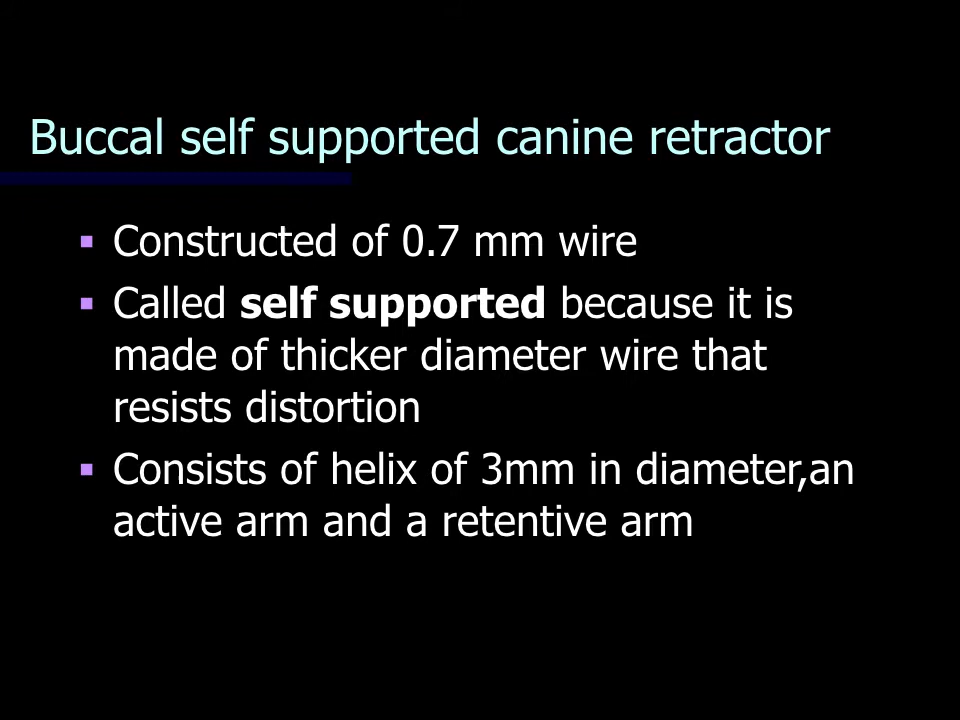 Buccal self supported canine retractor
▪ Constructed of 0.7 mm wire
▪ Called self supported because it is
made of thicker diameter wire that
resists distortion
▪ Consists of helix of 3mm in diameter,an
active arm and a retentive arm